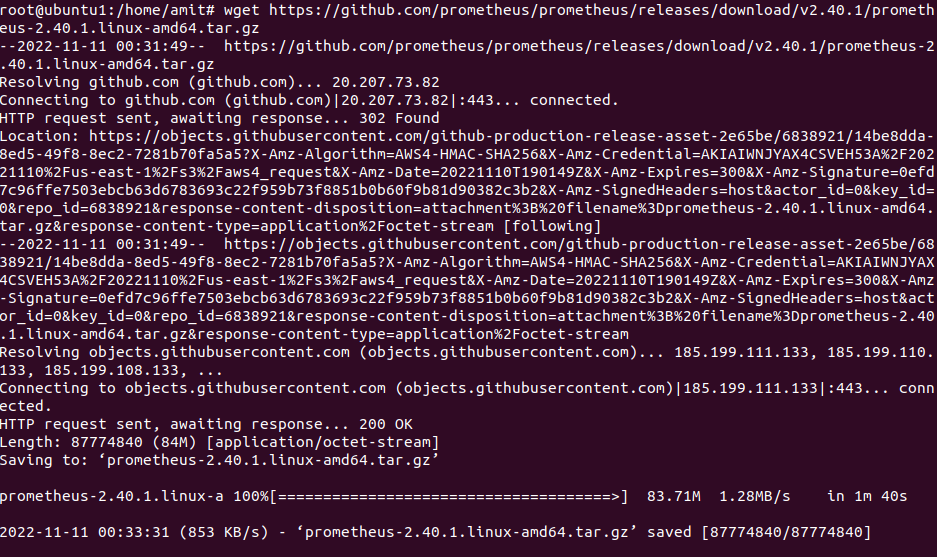 root@ubuntu1:/home/amit# wget https://github.com/prometheus/prometheus/releases/download/v2.40.1/prometh
eus-2.40.1.linux-amd64.tar.gz
--2022-11-11 00:31:49--  https://github.com/prometheus/prometheus/releases/download/v2.40.1/prometheus-2
.40.1.linux-amd64.tar.gz
Resolving github.com (github.com)... 20.207.73.82
Connecting to github.com (github.com)|20.207.73.82|:443... connected.
HTTP request sent, awaiting response... 302 Found
Location: https://objects.githubusercontent.com/github-production-release-asset-2e65be/6838921/14be8dda-
8ed5-49f8-8ec2-7281b70fa5a5?X-Amz-Algorithm=AWS4-HMAC-SHA256&X-Amz-Credential=AKIAIWNJYAX4CSVEH53A%2F202
21110%2Fus-east-1%2Fs3%2Faws4_request&X-Amz-Date=20221110T190149Z&X-Amz-Expires=300&X-Amz-Signature=0efd
7c96ffe7503ebcb63d6783693c22f959b73f8851b0b60f9b81d90382c3b2&X-Amz-SignedHeaders=host&actor_id=0&key_id=
0&repo_id=6838921&response-content-disposition=attachment%3B%20filename%3Dprometheus-2.40.1.linux-amd64.
tar.gz&response-content-type=application%2Foctet-stream [following]
--2022-11-11 00:31:49--  https://objects.githubusercontent.com/github-production-release-asset-2e65be/68
38921/14be8dda-8ed5-49f8-8ec2-7281b70fa5a5?X-Amz-Algorithm=AWS4-HMAC-SHA256&X-Amz-Credential=AKIAIWNJYAX
4CSVEH53A%2F20221110%2Fus-east-1%2Fs3%2Faws4_request&X-Amz-Date=20221110T190149Z&X-Amz-Expires=300&X-Amz
-Signature=0efd7c96ffe7503ebcb63d6783693c22f959b73f8851b0b60f9b81d90382c3b2&X-Amz-SignedHeaders=host&act
or_id=0&key_id=0&repo_id=6838921&response-content-disposition=attachment%3B%20filename%3Dprometheus-2.40
.1.linux-amd64.tar.gz&response-content-type=application%2Foctet-stream
Resolving objects.githubusercontent.com (objects.githubusercontent.com)... 185.199.111.133, 185.199.110.
133, 185.199.108.133, ...
Connecting to objects.githubusercontent.com (objects.githubusercontent.com)|185.199.111.133|:443... conn
ected.
HTTP request sent, awaiting response... 200 OK
Length: 87774840 (84M) [application/octet-stream]
Saving to: ‘prometheus-2.40.1.linux-amd64.tar.gz’
prometheus-2.40.1.linux-a 100%[=====================================>]  83.71M  1.28MB/s    in 1m 40s
2022-11-11 00:33:31 (853 KB/s) - ‘prometheus-2.40.1.linux-amd64.tar.gz’ saved [87774840/87774840]